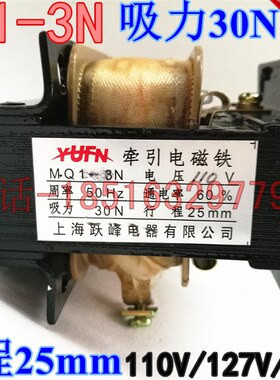 1-3N 吸力30N
YUFN 牵引电磁铁
MQ1-3N 电压 110 V
周率 50Hz 通电率 60%
吸力 30N 行程 25mm
上海跃峰电器有限公司
程25mm 110V/127V/